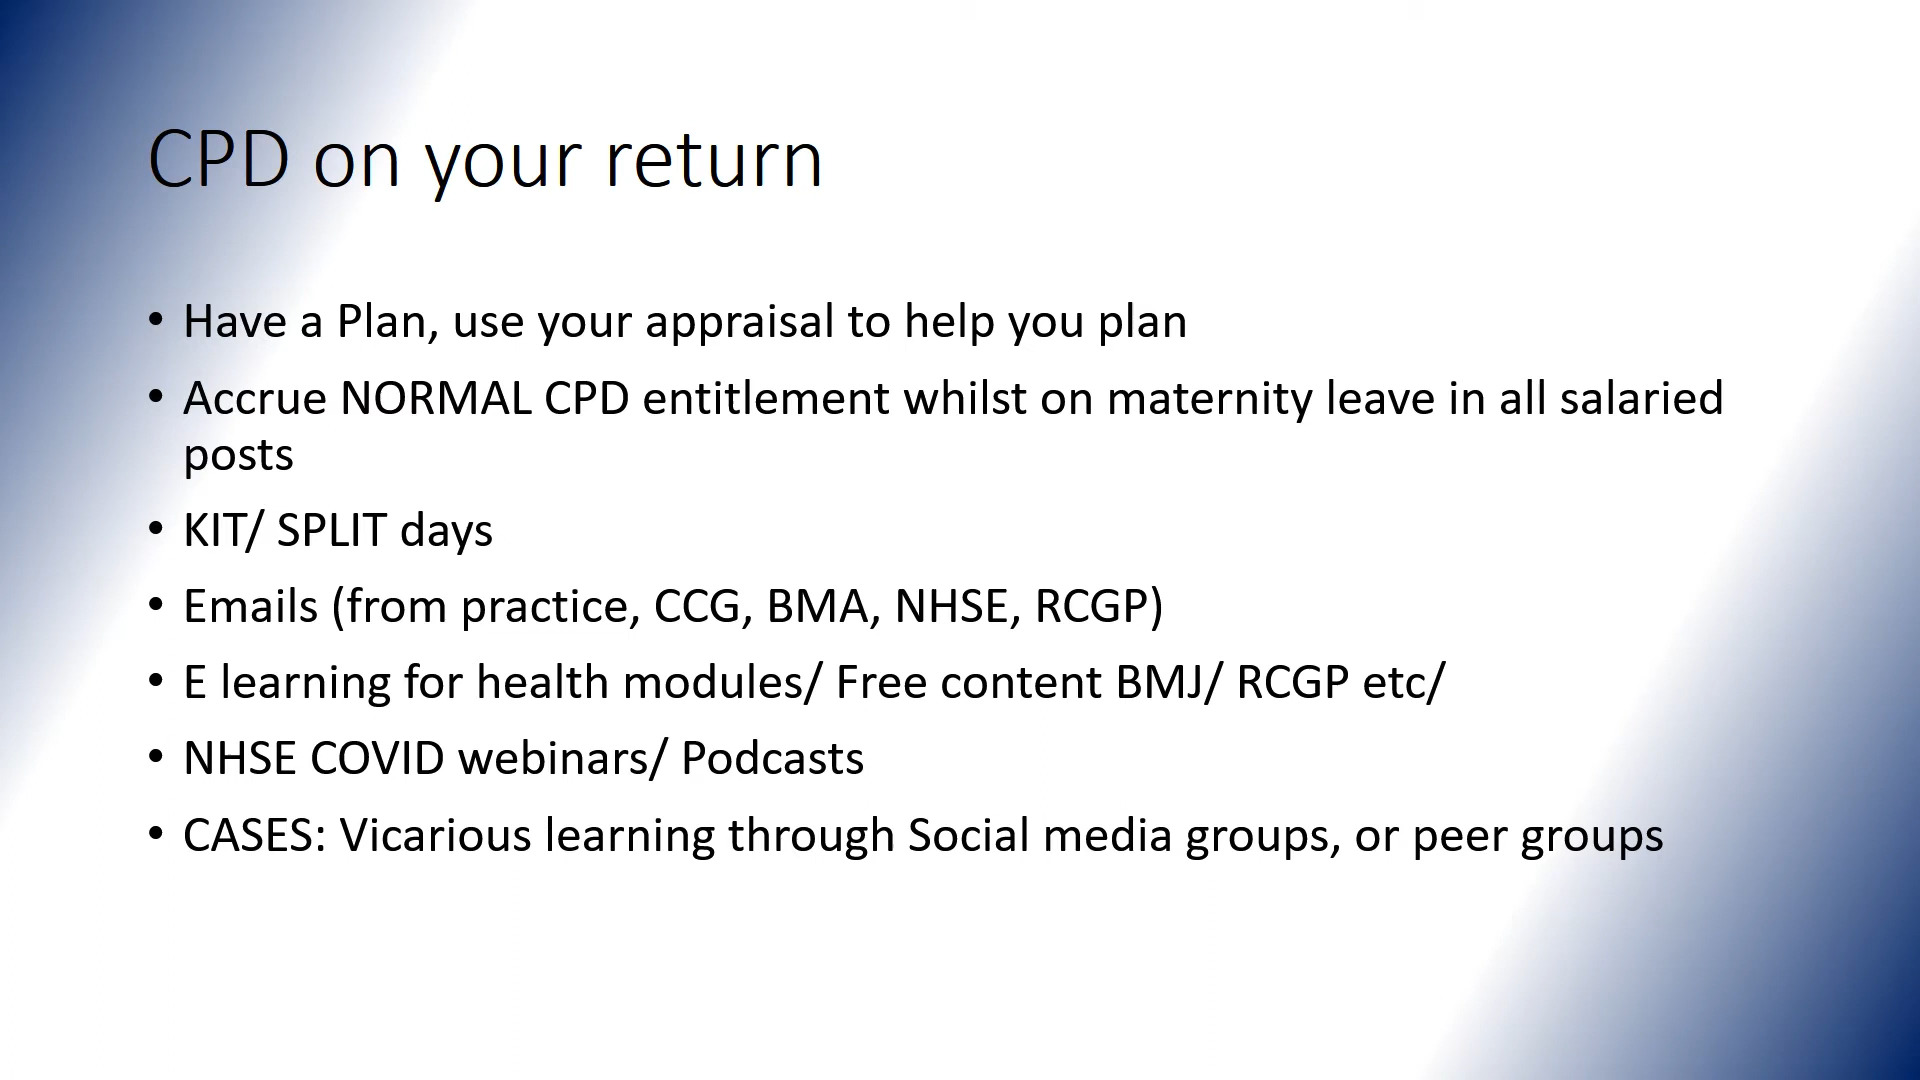 CPD on your return
• Have a Plan, use your appraisal to help you plan
• Accrue NORMAL CPD entitlement whilst on maternity leave in all salaried
posts
• KIT/ SPLIT days
• Emails (from practice, CCG, BMA, NHSE, RCGP)
• E learning for health modules/ Free content BMJ/ RCGP etc/
• NHSE COVID webinars/ Podcasts
• CASES: Vicarious learning through Social media groups, or peer groups